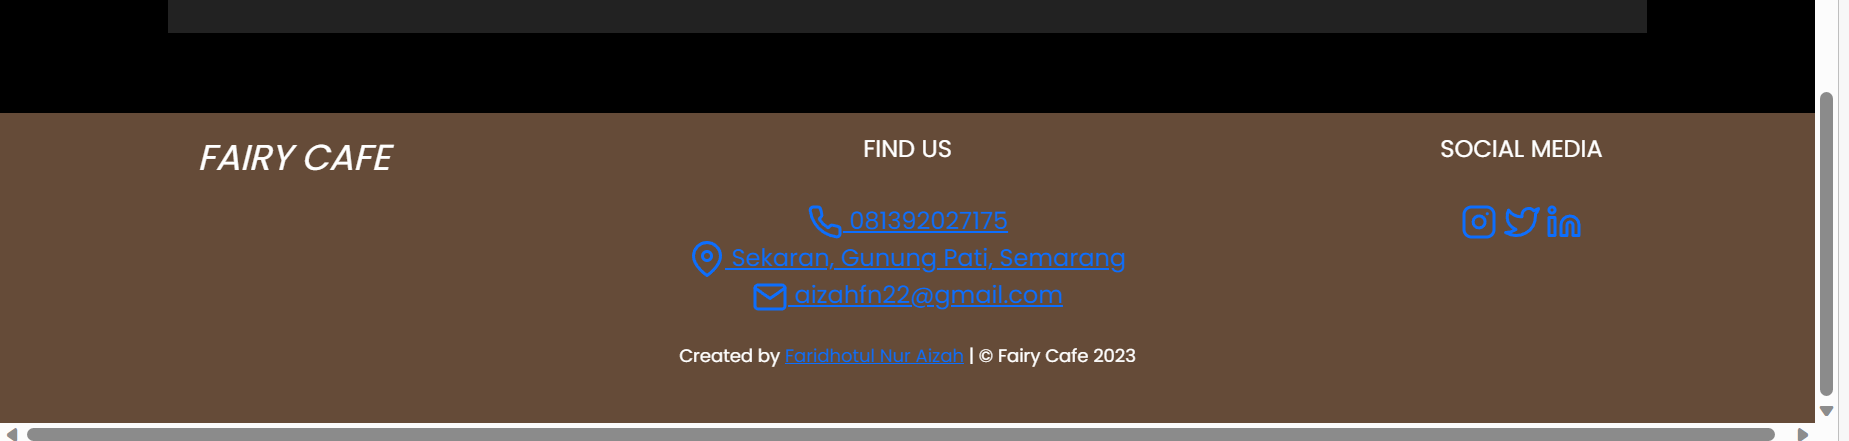 FAIRY CAFE
FIND US
081392027175
Sekaran, Gunung Pati, Semarang
aizahfn22@gmail.com
SOCIAL MEDIA
Created by Faridhotul Nur Aizah | © Fairy Cafe 2023